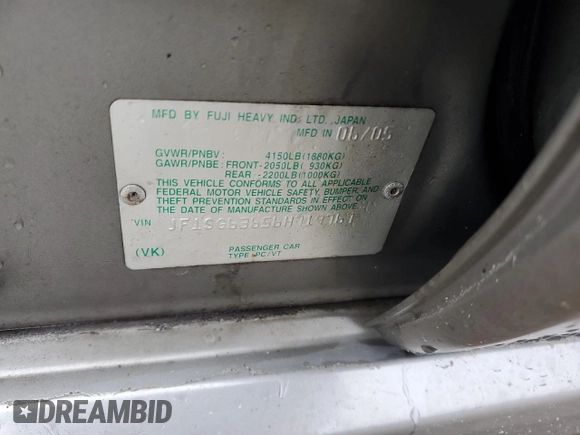 MFD BY FUJI HEAVY IND. LTD. JAPAN
MFD IN 06/05
GVWR/PNBV : 4150LB(1880KG)
GAWR/PNBE: FRONT-2050LB( 930KG)
REAR -2200LB(1000KG)
THIS VEHICLE CONFORMS TO ALL APPLICABLE
FEDERAL MOTOR VEHICLE SAFETY, BUMPER, AND
THEFT PREVENTION STANDARDS IN EFFECT ON
THE DATE OF MANUFACTURE SHOWN ABOVE.
VIN
(VK) PASSENGER CAR
TYPE:PC/VT
DREAMBID